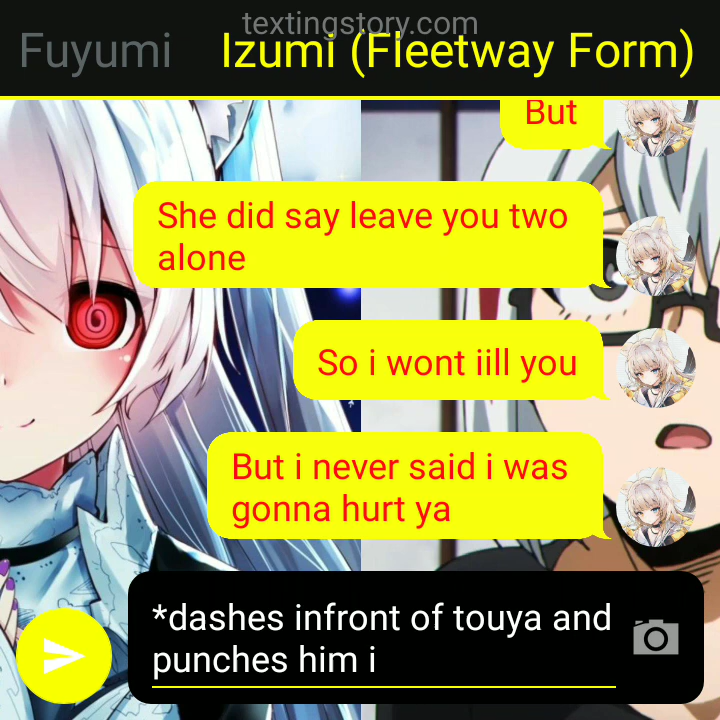 textingstory.com
Fuyumi
Izumi (Fleetway Form)
But
She did say leave you two
alone
So i wont iill you
But i never said i was
gonna hurt ya
*dashes infront of touya and
punches him i